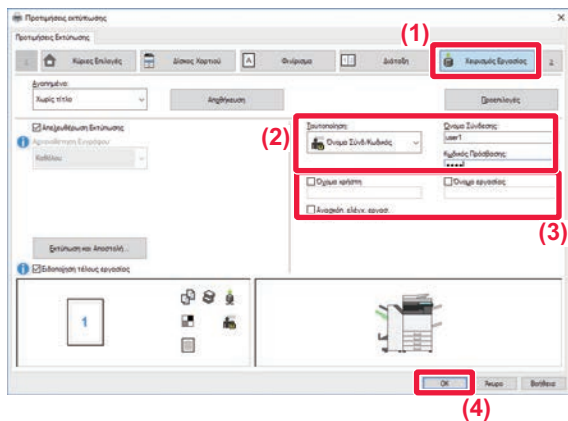 Προτιμήσεις εκτύπωσης
Προτιμήσεις Εκτύπωσης
(1)
Κύριες Επιλογές
Δίσκος Χαρτιού
Φινίρισμα
Διάταξη
Χειρισμός Εργασίας
Αγαπημένα:
Χωρίς τίτλο
Αποθήκευση
Προεπιλογές
Απελευθέρωση Εκτύπωσης
(2)
Ταυτοποίηση:
Όνομα Σύνδεσης:
user1
Όνομα Σύνδ/Κωδικός
Καθόλου
Κωδικός Πρόσβασης:
••••
Όνομα χρήστη
Όνομα εργασίας
(3)
Εκτύπωση και Αποστολή...
Ειδοποίηση τέλους εργασίας
1
OK
Άκυρο
Βοήθεια
(4)